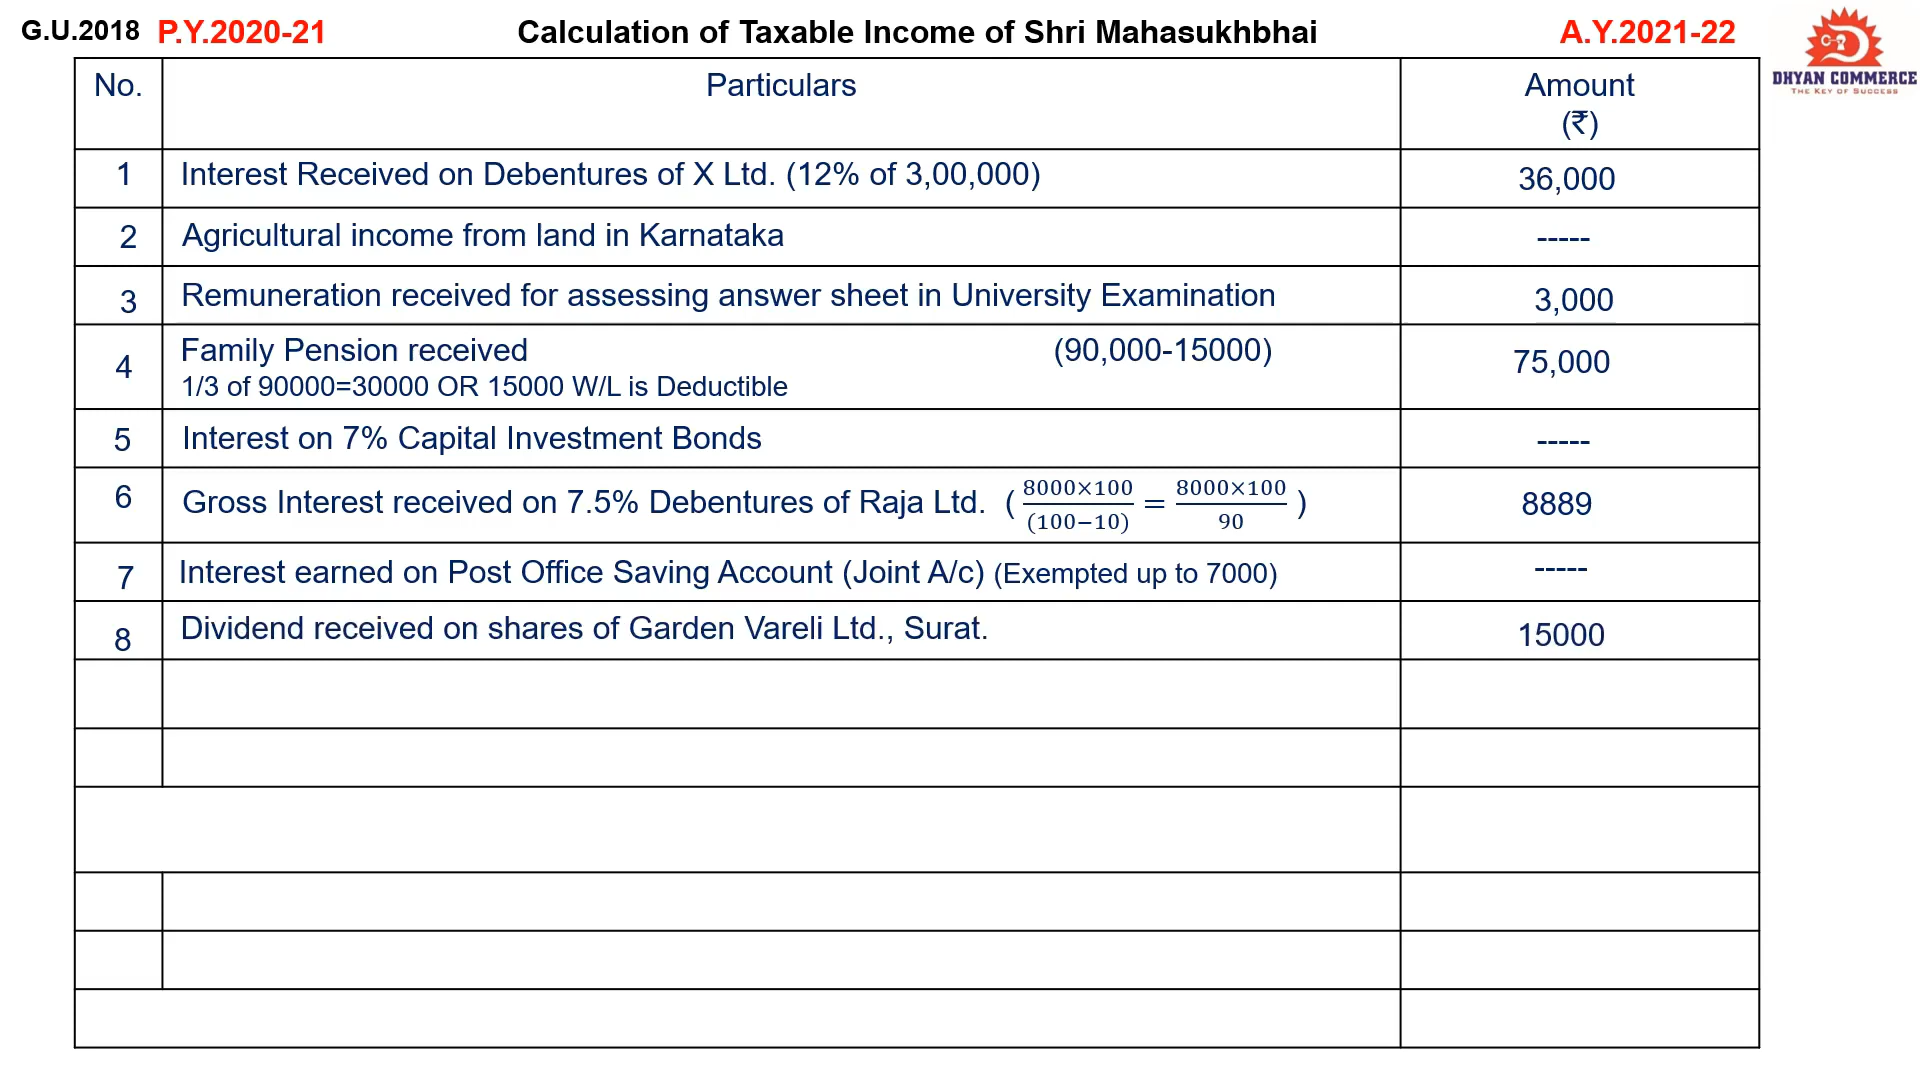 G.U.2018 P.Y.2020-21 Calculation of Taxable Income of Shri Mahasukhbhai A.Y.2021-22
DHYAN COMMERCE
THE KEY OF SUCCESS
No. Particulars Amount
(₹)
1 Interest Received on Debentures of X Ltd. (12% of 3,00,000) 36,000
2 Agricultural income from land in Karnataka -----
3 Remuneration received for assessing answer sheet in University Examination 3,000
4 Family Pension received (90,000-15000) 75,000
1/3 of 90000=30000 OR 15000 W/L is Deductible
5 Interest on 7% Capital Investment Bonds -----
6 Gross Interest received on 7.5% Debentures of Raja Ltd. ( 8000×100/(100−10) = 8000×100/90 ) 8889
7 Interest earned on Post Office Saving Account (Joint A/c) (Exempted up to 7000) -----
8 Dividend received on shares of Garden Vareli Ltd., Surat. 15000